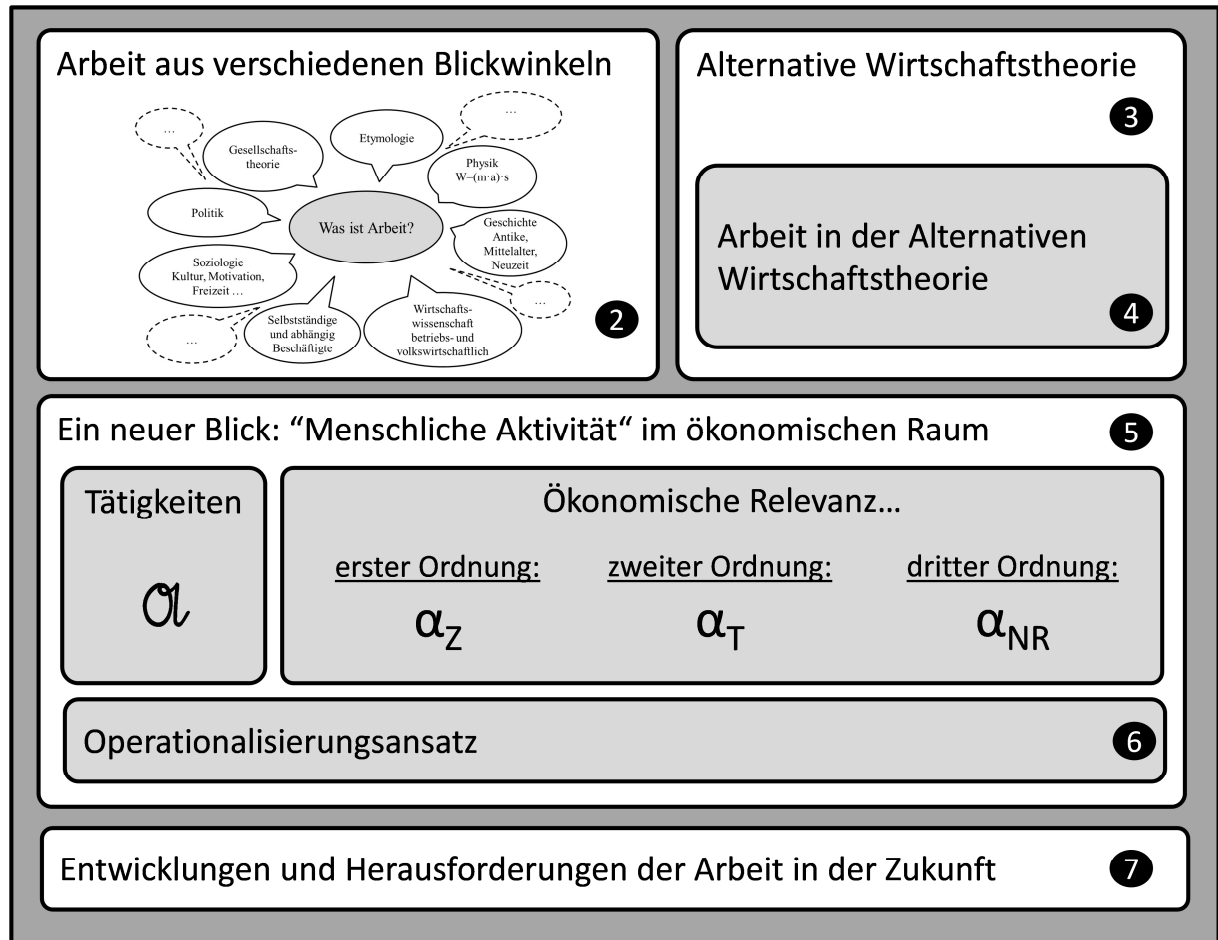 Arbeit aus verschiedenen Blickwinkeln
...
...
Etymologie
Gesellschafts-
theorie
Physik
W=(m·a)·s
Politik
Was ist Arbeit?
Geschichte
Antike,
Mittelalter,
Neuzeit
Soziologie
Kultur, Motivation,
Freizeit ...
...
Selbstständige
und abhängig
Beschäftigte
Wirtschafts-
wissenschaft
betriebs- und
volkswirtschaftlich
...
2
Alternative Wirtschaftstheorie
3
Arbeit in der Alternativen
Wirtschaftstheorie
4
Ein neuer Blick: “Menschliche Aktivität“ im ökonomischen Raum
5
Tätigkeiten
𝒶
Ökonomische Relevanz…
erster Ordnung:
zweiter Ordnung:
dritter Ordnung:
α_Z
α_T
α_NR
Operationalisierungsansatz
6
Entwicklungen und Herausforderungen der Arbeit in der Zukunft
7